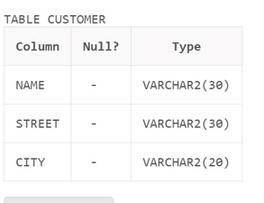 TABLE CUSTOMER
Column Null? Type
NAME - VARCHAR2(30)
STREET - VARCHAR2(30)
CITY - VARCHAR2(20)